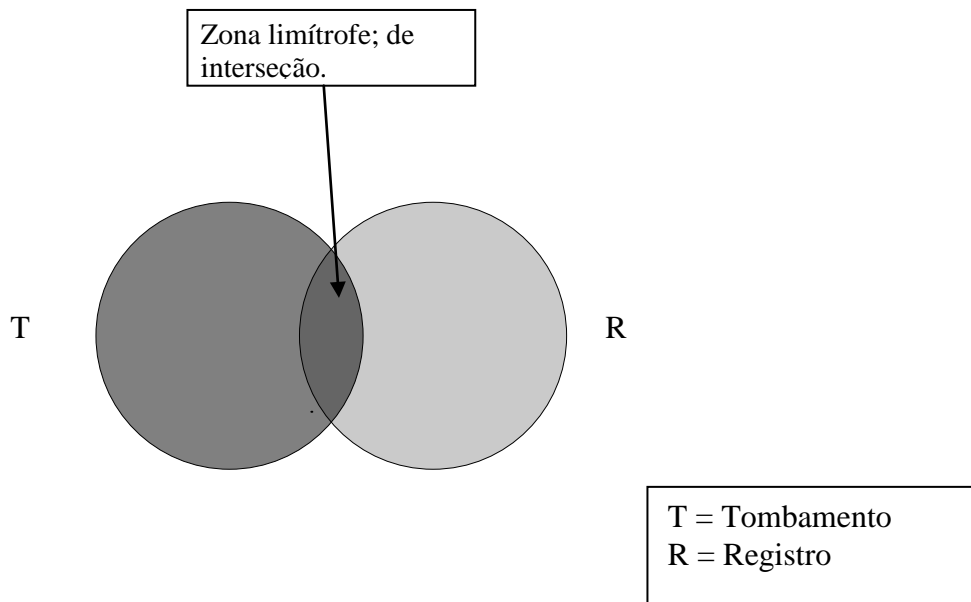 Zona limítrofe; de
interseção.
T
R
T = Tombamento
R = Registro